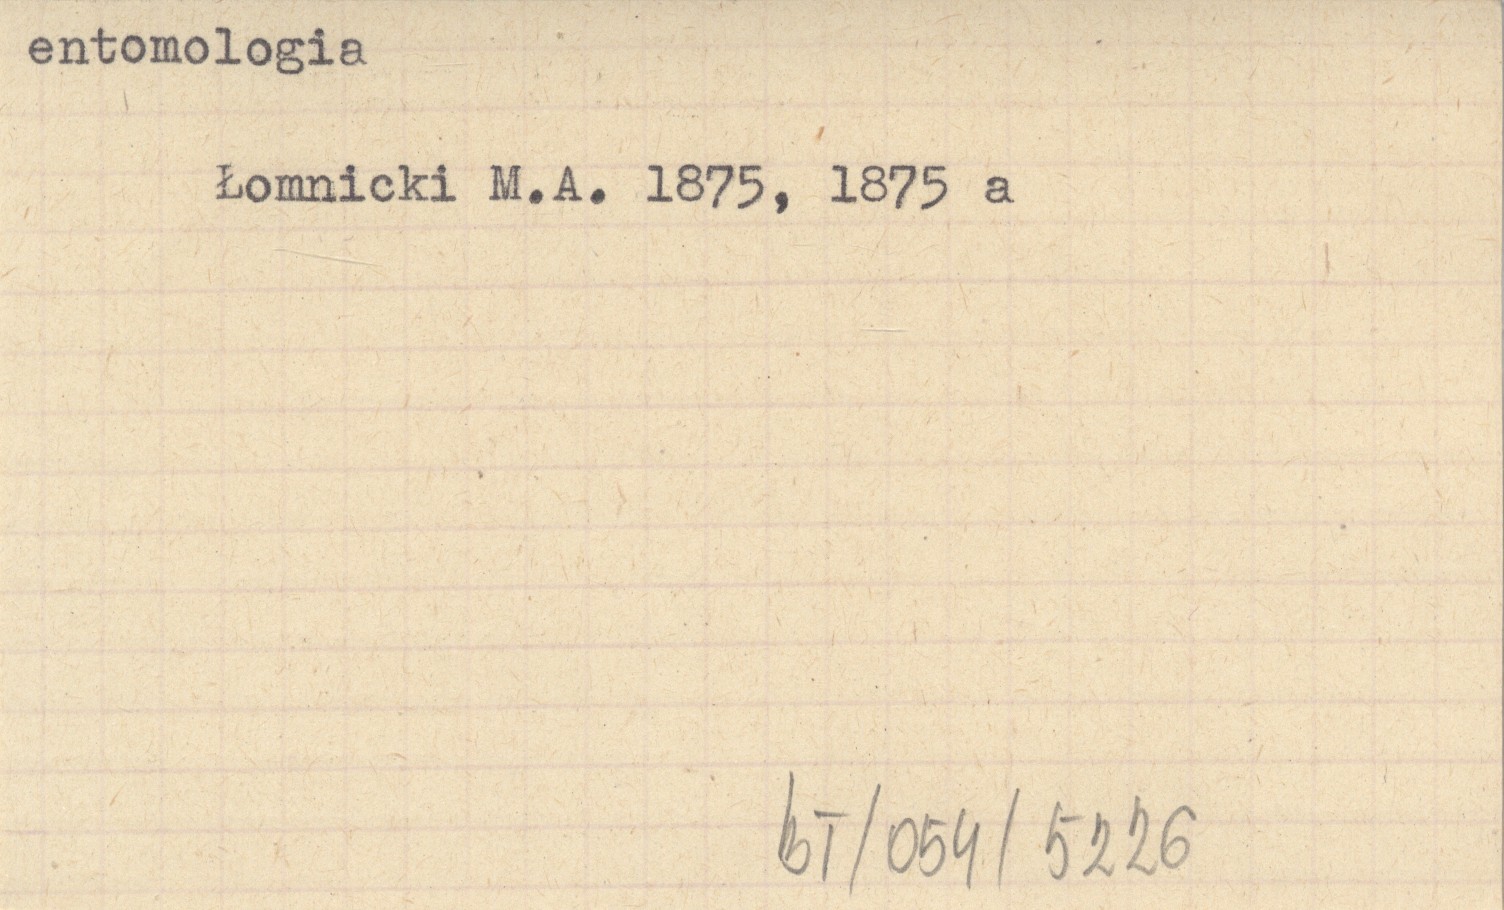 entomologia
Łomnicki M.A. 1875, 1875 a
bT/054/5226